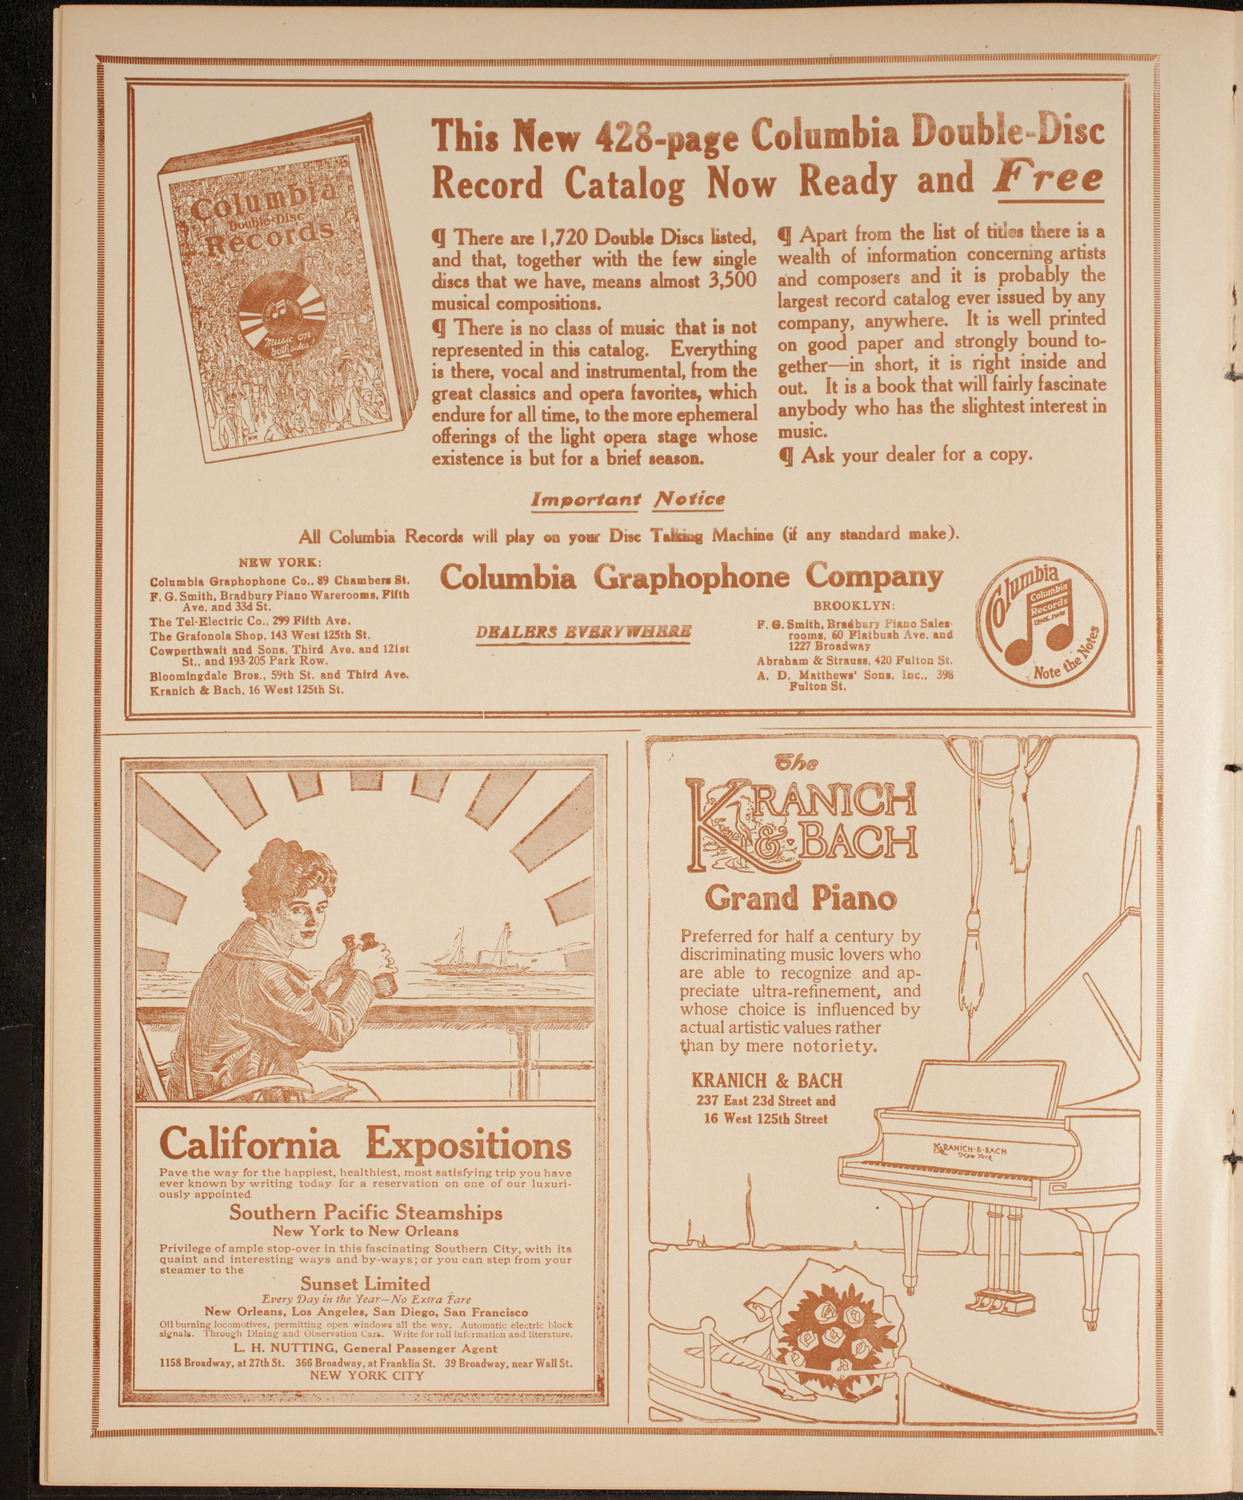 Columbia
Double-Disc
Records
Music on
both sides
This New 428-page Columbia Double-Disc
Record Catalog Now Ready and Free
¶ There are 1,720 Double Discs listed,
and that, together with the few single
discs that we have, means almost 3,500
musical compositions.
¶ There is no class of music that is not
represented in this catalog. Everything
is there, vocal and instrumental, from the
great classics and opera favorites, which
endure for all time, to the more ephemeral
offerings of the light opera stage whose
existence is but for a brief season.
¶ Apart from the list of titles there is a
wealth of information concerning artists
and composers and it is probably the
largest record catalog ever issued by any
company, anywhere. It is well printed
on good paper and strongly bound to-
gether—in short, it is right inside and
out. It is a book that will fairly fascinate
anybody who has the slightest interest in
music.
¶ Ask your dealer for a copy.
Important Notice
All Columbia Records will play on your Disc Talking Machine (if any standard make).
NEW YORK:
Columbia Graphophone Co., 89 Chambers St.
F. G. Smith, Bradbury Piano Warerooms, Fifth
Ave. and 33d St.
The Tel-Electric Co., 299 Fifth Ave.
The Grafonola Shop, 143 West 125th St.
Cowperthwait and Sons, Third Ave. and 121st
St., and 193-205 Park Row.
Bloomingdale Bros., 59th St. and Third Ave.
Kranich & Bach, 16 West 125th St.
Columbia Graphophone Company
DEALERS EVERYWHERE
BROOKLYN:
F. G. Smith, Bradbury Piano Sales-
rooms, 60 Flatbush Ave. and
1227 Broadway
Abraham & Strauss, 420 Fulton St.
A. D. Matthews' Sons, Inc., 398
Fulton St.
Columbia
Columbia
Records
Note the Notes
California Expositions
Pave the way for the happiest, healthiest, most satisfying trip you have
ever known by writing today for a reservation on one of our luxuri-
ously appointed
Southern Pacific Steamships
New York to New Orleans
Privilege of ample stop-over in this fascinating Southern City, with its
quaint and interesting ways and by-ways; or you can step from your
steamer to the
Sunset Limited
Every Day in the Year—No Extra Fare
New Orleans, Los Angeles, San Diego, San Francisco
Oil burning locomotives, permitting open windows all the way. Automatic electric block
signals. Through Dining and Observation Cars. Write for full information and literature.
L. H. NUTTING, General Passenger Agent
1158 Broadway, at 27th St. 366 Broadway, at Franklin St. 39 Broadway, near Wall St.
NEW YORK CITY
The
KRANICH
& BACH
Grand Piano
Preferred for half a century by
discriminating music lovers who
are able to recognize and ap-
preciate ultra-refinement, and
whose choice is influenced by
actual artistic values rather
than by mere notoriety.
KRANICH & BACH
237 East 23d Street and
16 West 125th Street
KRANICH & BACH
New York